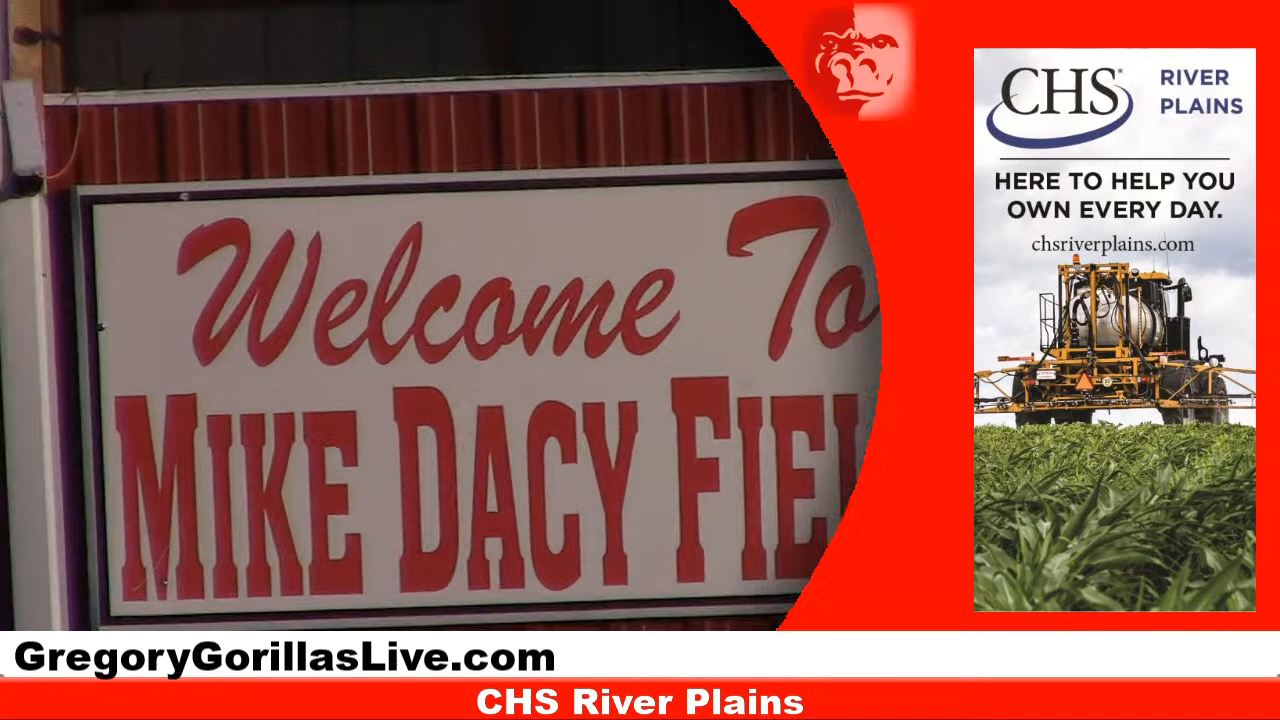 Welcome To
MIKE DACY FIEL
CHS RIVER PLAINS
HERE TO HELP YOU
OWN EVERY DAY.
chsriverplains.com
GregoryGorillasLive.com
CHS River Plains